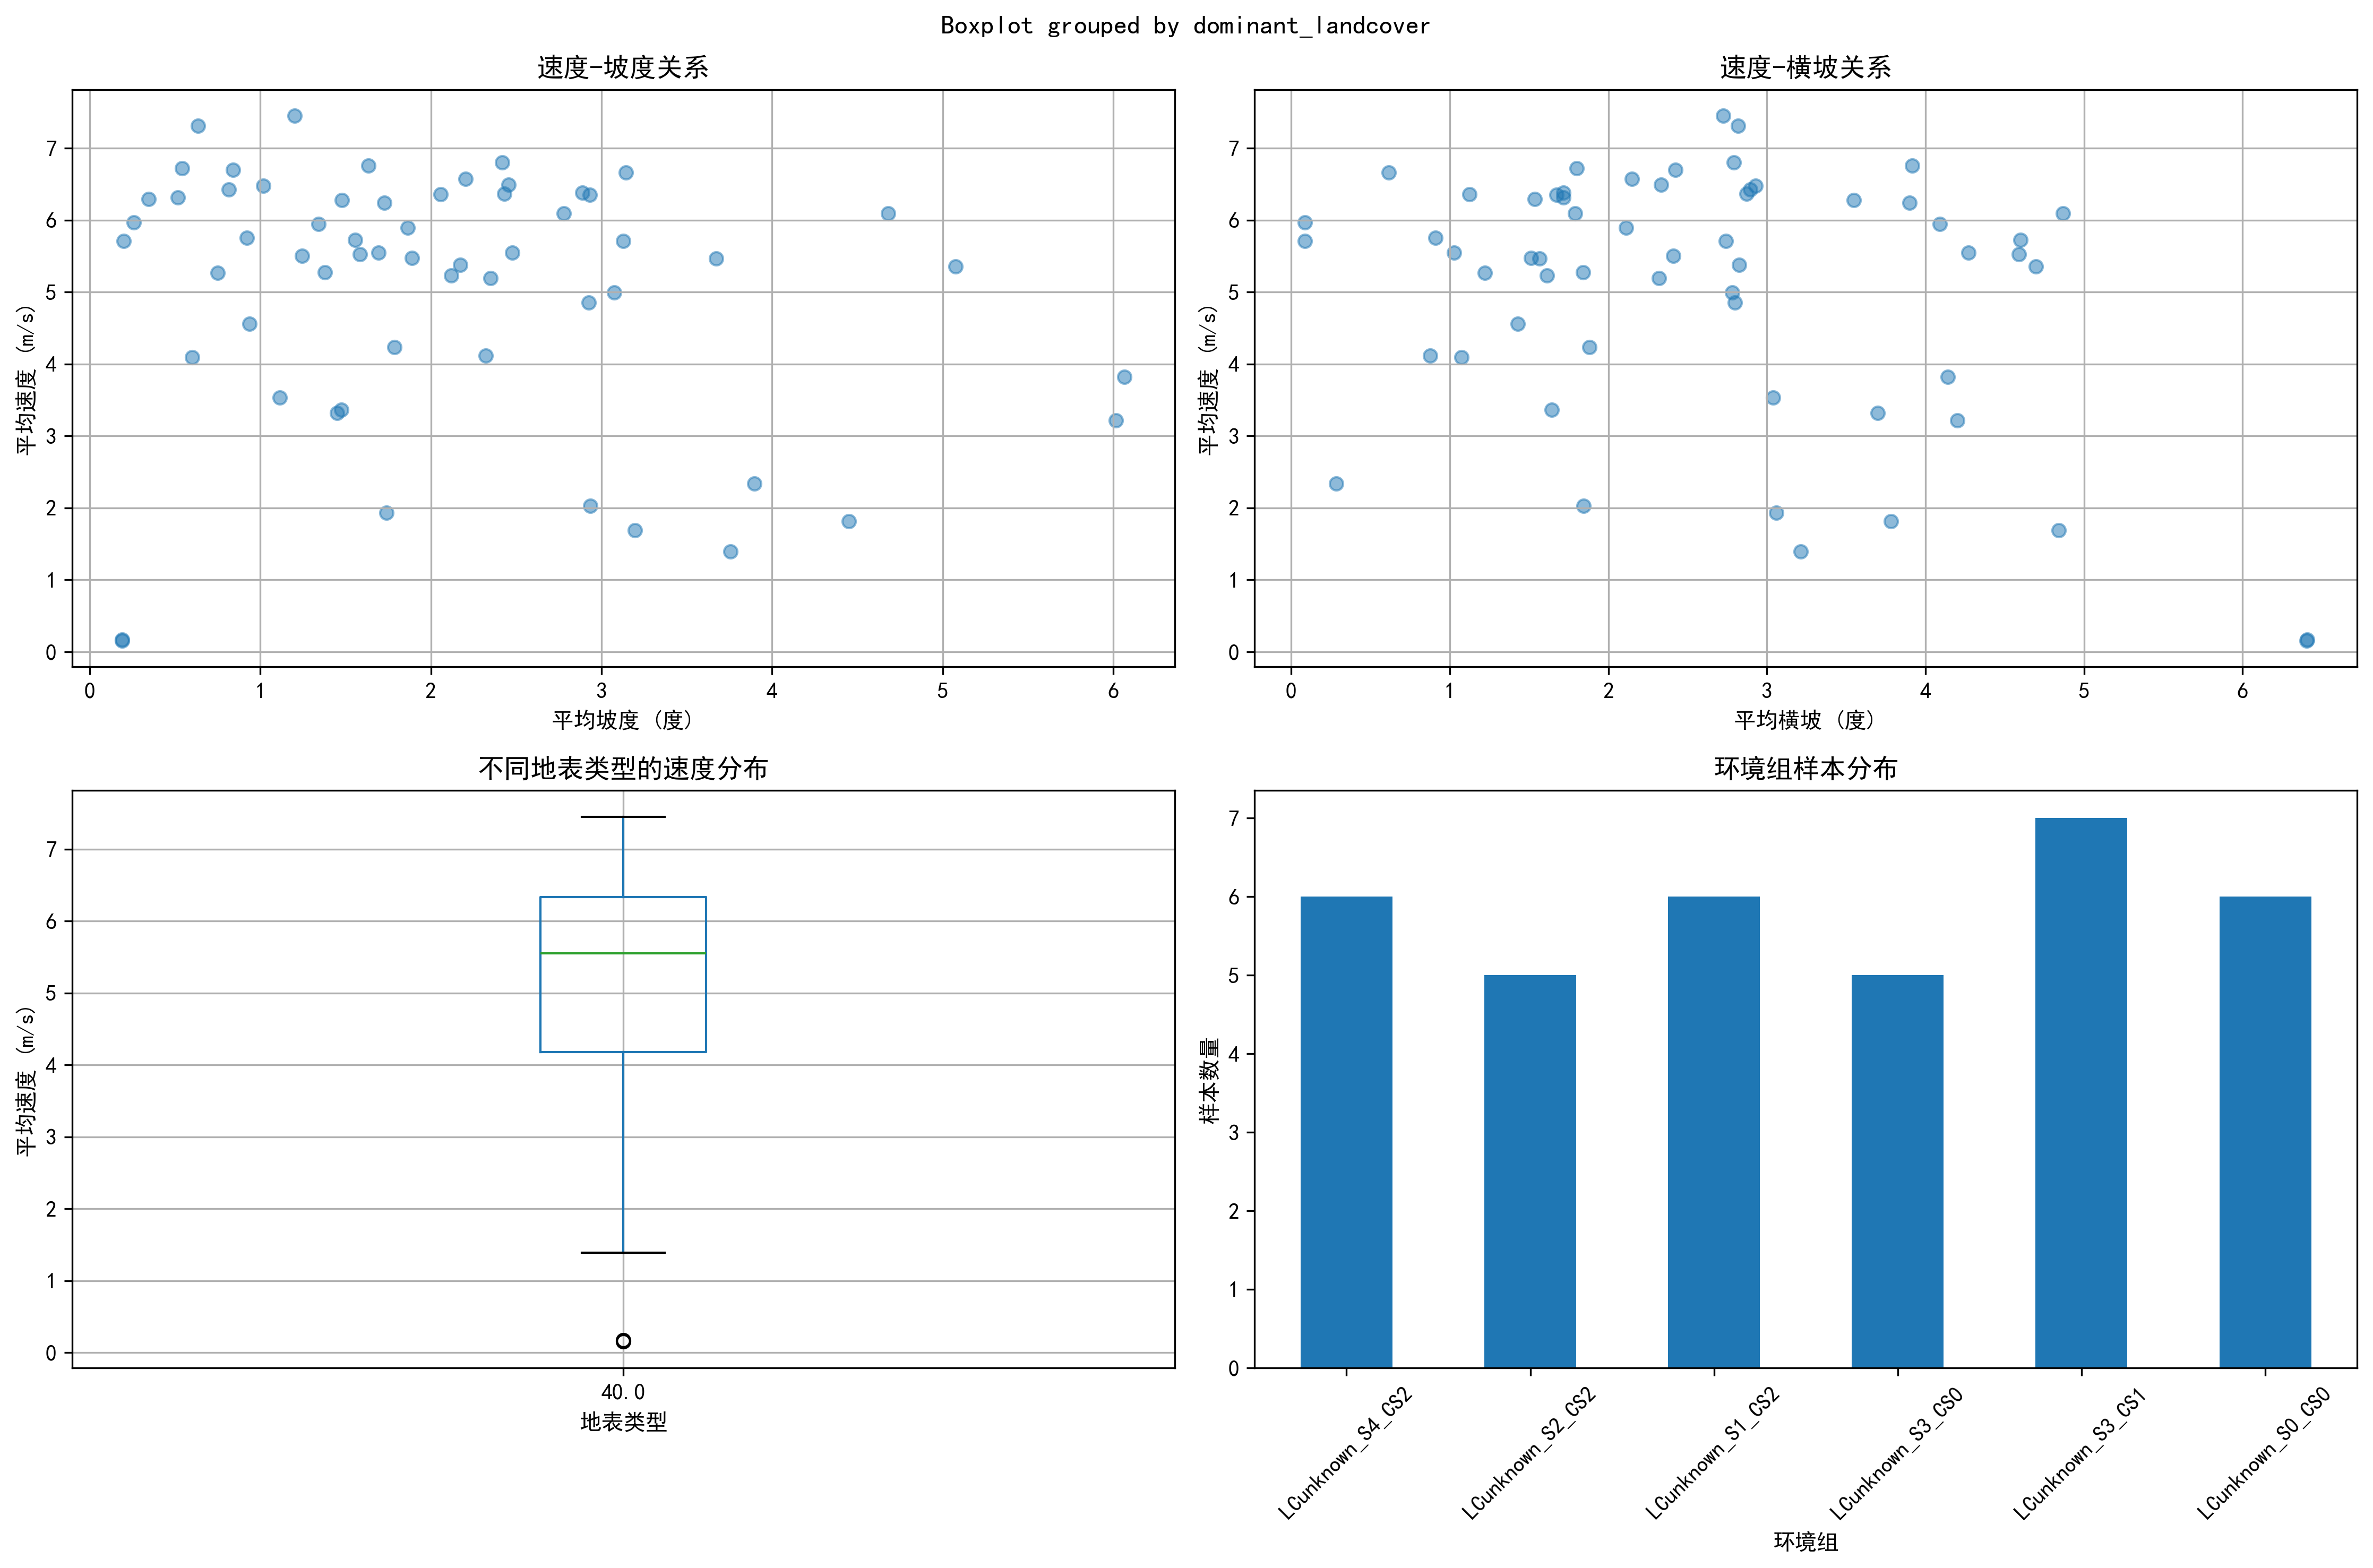 Boxplot grouped by dominant_landcover
速度-坡度关系
平均速度 (m/s)
7
6
5
4
3
2
1
0
0 1 2 3 4 5 6
平均坡度 (度)
速度-横坡关系
平均速度 (m/s)
7
6
5
4
3
2
1
0
0 1 2 3 4 5 6
平均横坡 (度)
不同地表类型的速度分布
平均速度 (m/s)
7
6
5
4
3
2
1
0
40.0
地表类型
环境组样本分布
样本数量
7
6
5
4
3
2
1
0
LCunknown_S4_CS2
LCunknown_S2_CS2
LCunknown_S1_CS2
LCunknown_S3_CS0
LCunknown_S3_CS1
LCunknown_S0_CS0
环境组